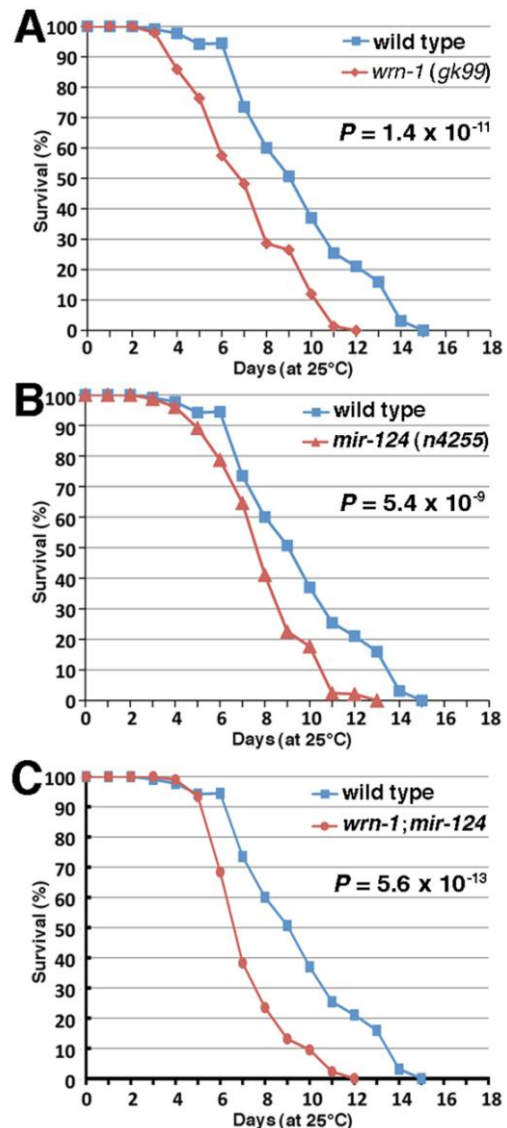 A
100
90
80
70
60
50
40
30
20
10
0
Survival (%)
wild type
wrn-1 (gk99)
P = 1.4 x 10⁻¹¹
0 2 4 6 8 10 12 14 16 18
Days (at 25°C)
B
100
90
80
70
60
50
40
30
20
10
0
Survival (%)
wild type
mir-124 (n4255)
P = 5.4 x 10⁻⁹
0 2 4 6 8 10 12 14 16 18
Days (at 25°C)
C
100
90
80
70
60
50
40
30
20
10
0
Survival (%)
wild type
wrn-1;mir-124
P = 5.6 x 10⁻¹³
0 2 4 6 8 10 12 14 16 18
Days (at 25°C)